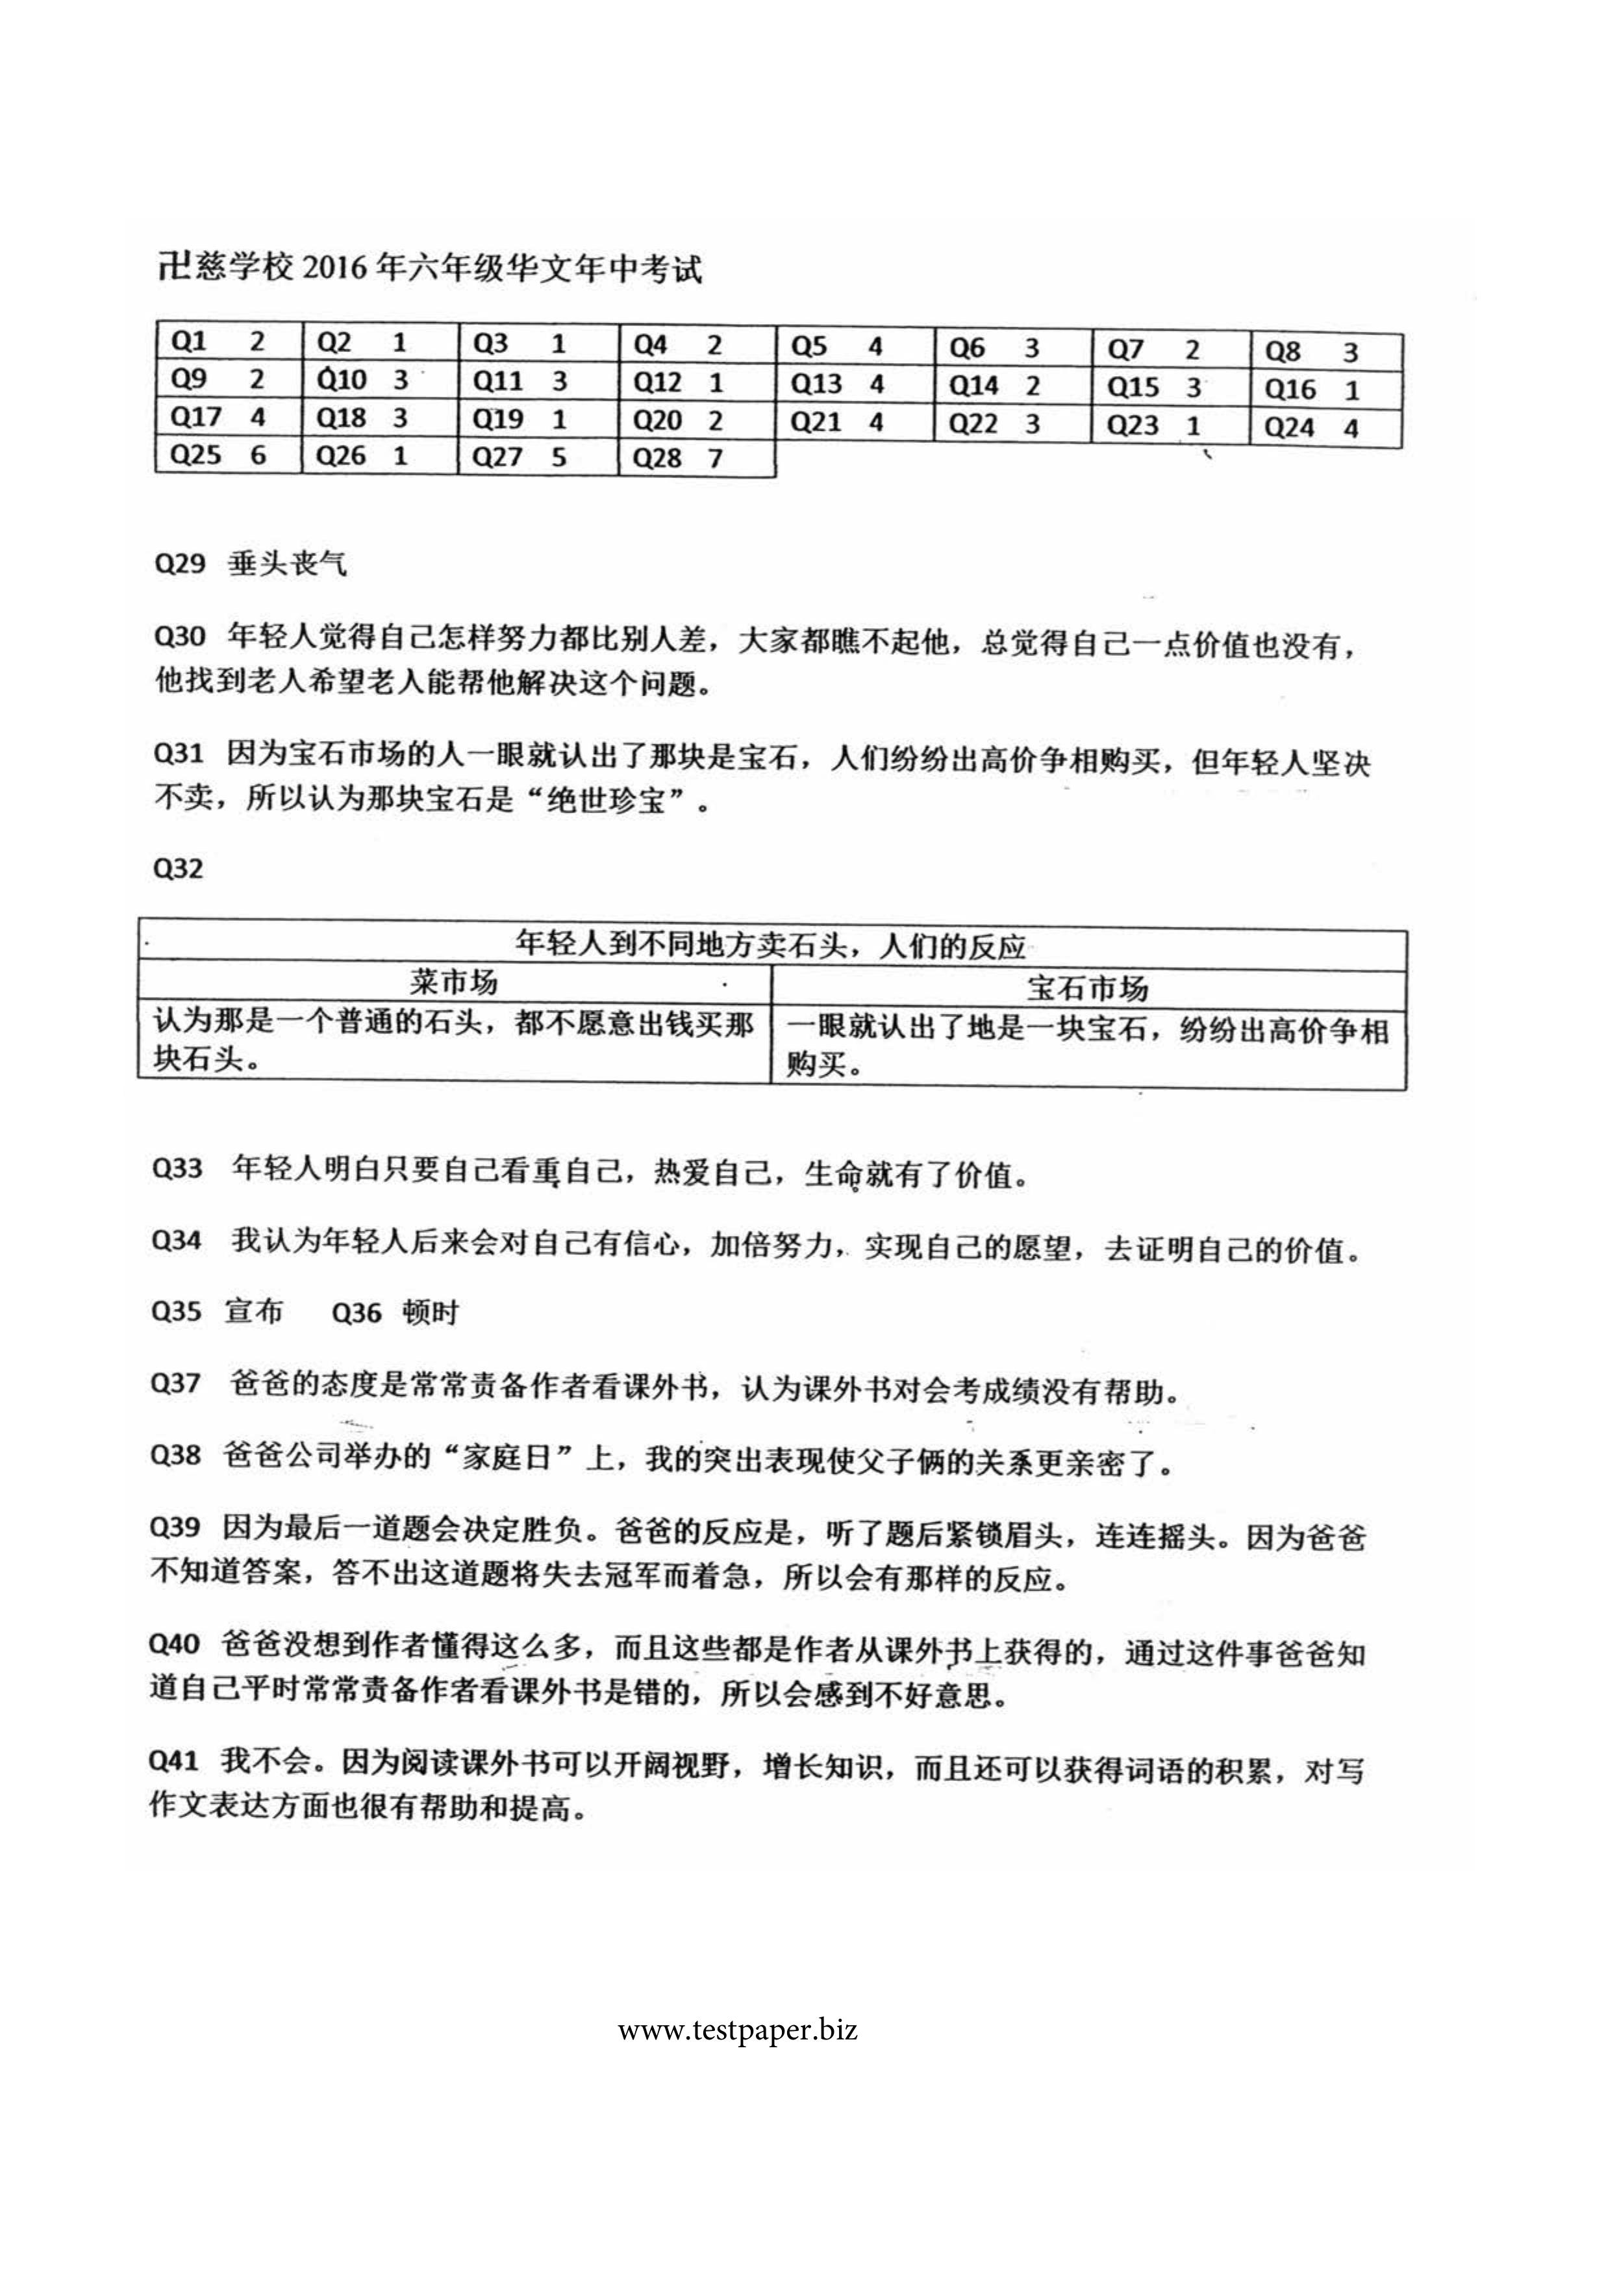 卍慈学校 2016 年六年级华文年中考试
Q1 2 Q2 1 Q3 1 Q4 2 Q5 4 Q6 3 Q7 2 Q8 3
Q9 2 Q10 3 Q11 3 Q12 1 Q13 4 Q14 2 Q15 3 Q16 1
Q17 4 Q18 3 Q19 1 Q20 2 Q21 4 Q22 3 Q23 1 Q24 4
Q25 6 Q26 1 Q27 5 Q28 7
Q29 垂头丧气
Q30 年轻人觉得自己怎样努力都比别人差，大家都瞧不起他，总觉得自己一点价值也没有，
他找到老人希望老人能帮他解决这个问题。
Q31 因为宝石市场的人一眼就认出了那块是宝石，人们纷纷出高价争相购买，但年轻人坚决
不卖，所以认为那块宝石是“绝世珍宝”。
Q32
年轻人到不同地方卖石头，人们的反应
菜市场 宝石市场
认为那是一个普通的石头，都不愿意出钱买那 一眼就认出了地是一块宝石，纷纷出高价争相
块石头。 购买。
Q33 年轻人明白只要自己看重自己，热爱自己，生命就有了价值。
Q34 我认为年轻人后来会对自己有信心，加倍努力，实现自己的愿望，去证明自己的价值。
Q35 宣布 Q36 顿时
Q37 爸爸的态度是常常责备作者看课外书，认为课外书对会考成绩没有帮助。
Q38 爸爸公司举办的“家庭日”上，我的突出表现使父子俩的关系更亲密了。
Q39 因为最后一道题会决定胜负。爸爸的反应是，听了题后紧锁眉头，连连摇头。因为爸爸
不知道答案，答不出这道题将失去冠军而着急，所以会有那样的反应。
Q40 爸爸没想到作者懂得这么多，而且这些都是作者从课外书上获得的，通过这件事爸爸知
道自己平时常常责备作者看课外书是错的，所以会感到不好意思。
Q41 我不会。因为阅读课外书可以开阔视野，增长知识，而且还可以获得词语的积累，对写
作文表达方面也很有帮助和提高。
www.testpaper.biz